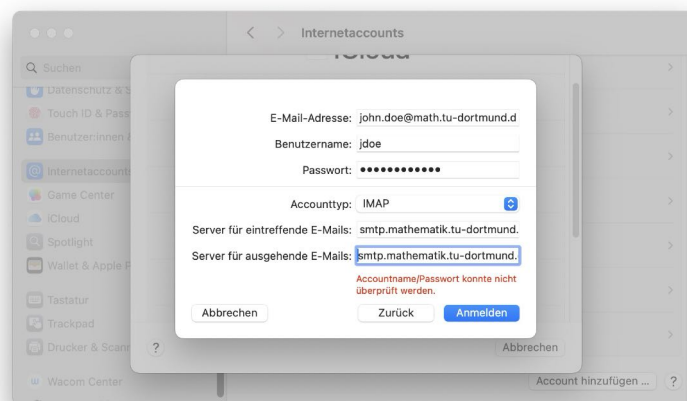 Internetaccounts
Suchen
iCloud
Datenschutz & S
Touch ID & Pass
Benutzer:innen &
Internetaccounts
Game Center
iCloud
Spotlight
Wallet & Apple P
Tastatur
Trackpad
Drucker & Scann
Wacom Center
E-Mail-Adresse: john.doe@math.tu-dortmund.d
Benutzername: jdoe
Passwort: ●●●●●●●●●●●●
Accounttyp: IMAP
Server für eintreffende E-Mails: smtp.mathematik.tu-dortmund.
Server für ausgehende E-Mails: smtp.mathematik.tu-dortmund.
Accountname/Passwort konnte nicht
überprüft werden.
Abbrechen Zurück Anmelden
? Abbrechen
Account hinzufügen ... ?